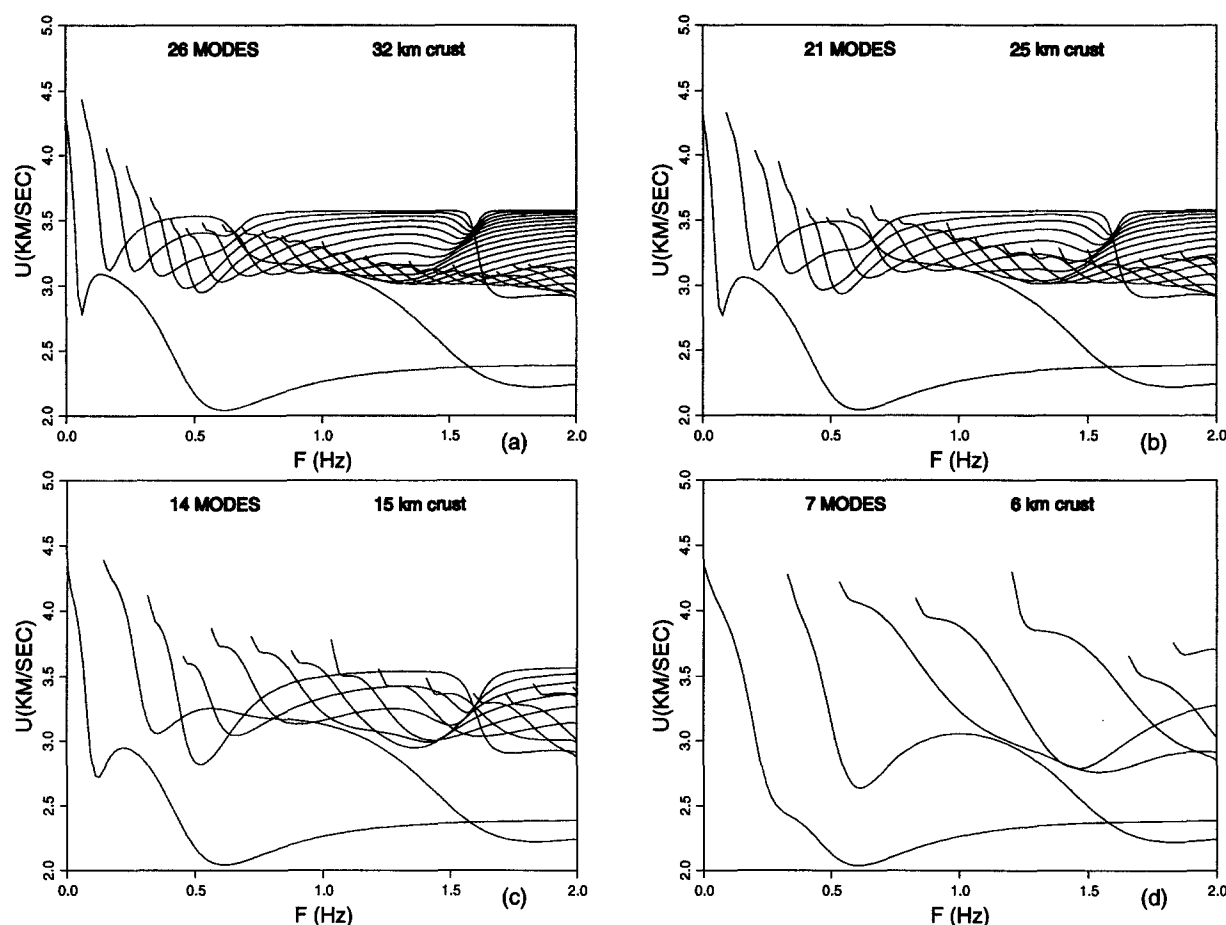 26 MODES 32 km crust
U(KM/SEC)
5.0
4.5
4.0
3.5
3.0
2.5
2.0
0.0 0.5 1.0 1.5 2.0
F (Hz)
(a)
21 MODES 25 km crust
U(KM/SEC)
5.0
4.5
4.0
3.5
3.0
2.5
2.0
0.0 0.5 1.0 1.5 2.0
F (Hz)
(b)
14 MODES 15 km crust
U(KM/SEC)
5.0
4.5
4.0
3.5
3.0
2.5
2.0
0.0 0.5 1.0 1.5 2.0
F (Hz)
(c)
7 MODES 6 km crust
U(KM/SEC)
5.0
4.5
4.0
3.5
3.0
2.5
2.0
0.0 0.5 1.0 1.5 2.0
F (Hz)
(d)